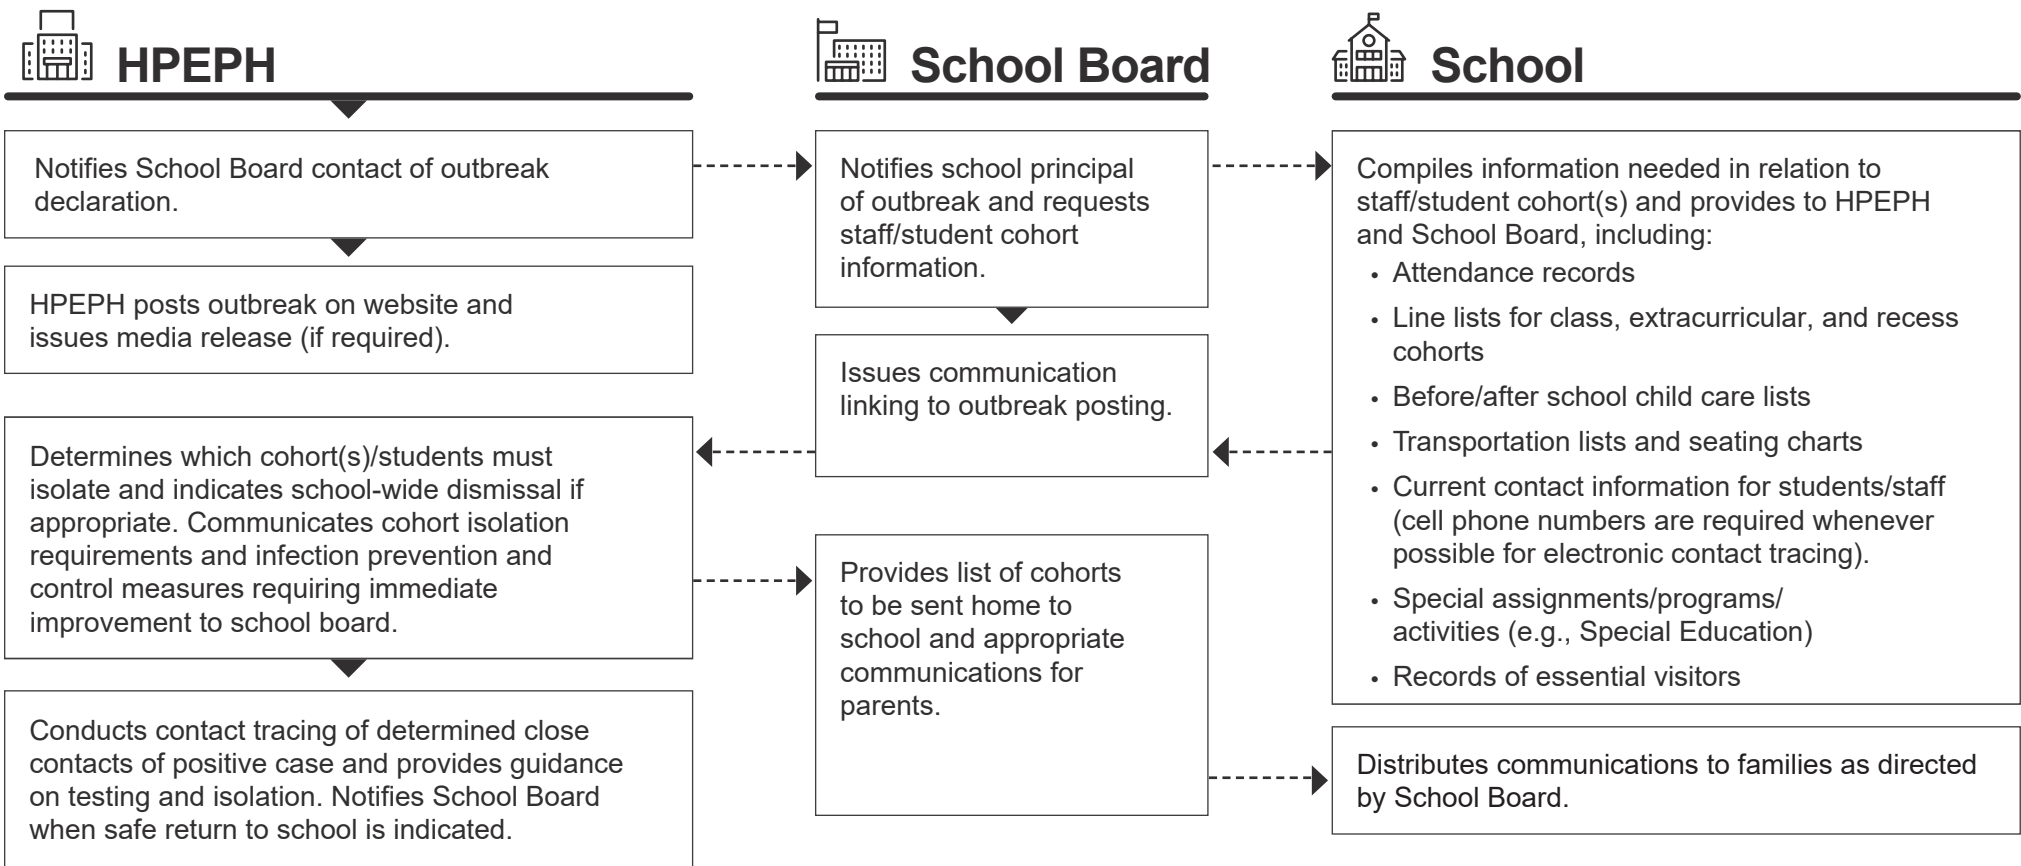 HPEPH
Notifies School Board contact of outbreak
declaration.
HPEPH posts outbreak on website and
issues media release (if required).
Determines which cohort(s)/students must
isolate and indicates school-wide dismissal if
appropriate. Communicates cohort isolation
requirements and infection prevention and
control measures requiring immediate
improvement to school board.
Conducts contact tracing of determined close
contacts of positive case and provides guidance
on testing and isolation. Notifies School Board
when safe return to school is indicated.
School Board
Notifies school principal
of outbreak and requests
staff/student cohort
information.
Issues communication
linking to outbreak posting.
Provides list of cohorts
to be sent home to
school and appropriate
communications for
parents.
School
Compiles information needed in relation to
staff/student cohort(s) and provides to HPEPH
and School Board, including:
• Attendance records
• Line lists for class, extracurricular, and recess
cohorts
• Before/after school child care lists
• Transportation lists and seating charts
• Current contact information for students/staff
(cell phone numbers are required whenever
possible for electronic contact tracing).
• Special assignments/programs/
activities (e.g., Special Education)
• Records of essential visitors
Distributes communications to families as directed
by School Board.